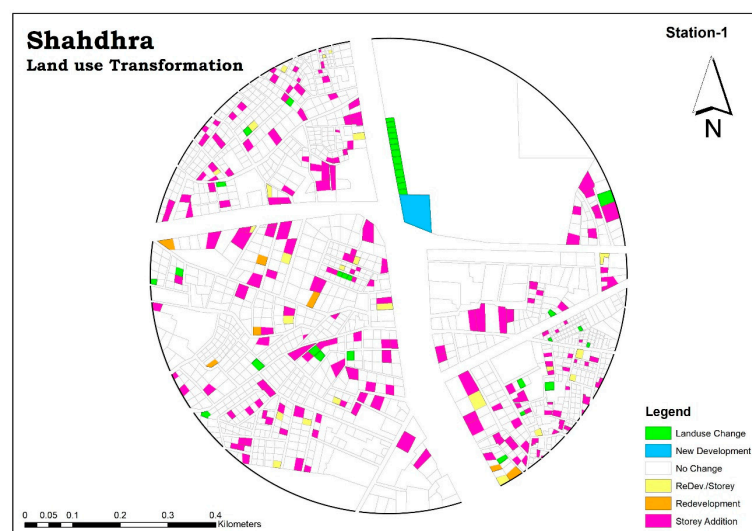 Shahdhra
Land use Transformation
Station-1
N
Legend
Landuse Change
New Development
No Change
ReDev./Storey
Redevelopment
Storey Addition
0 0.05 0.1 0.2 0.3 0.4
Kilometers